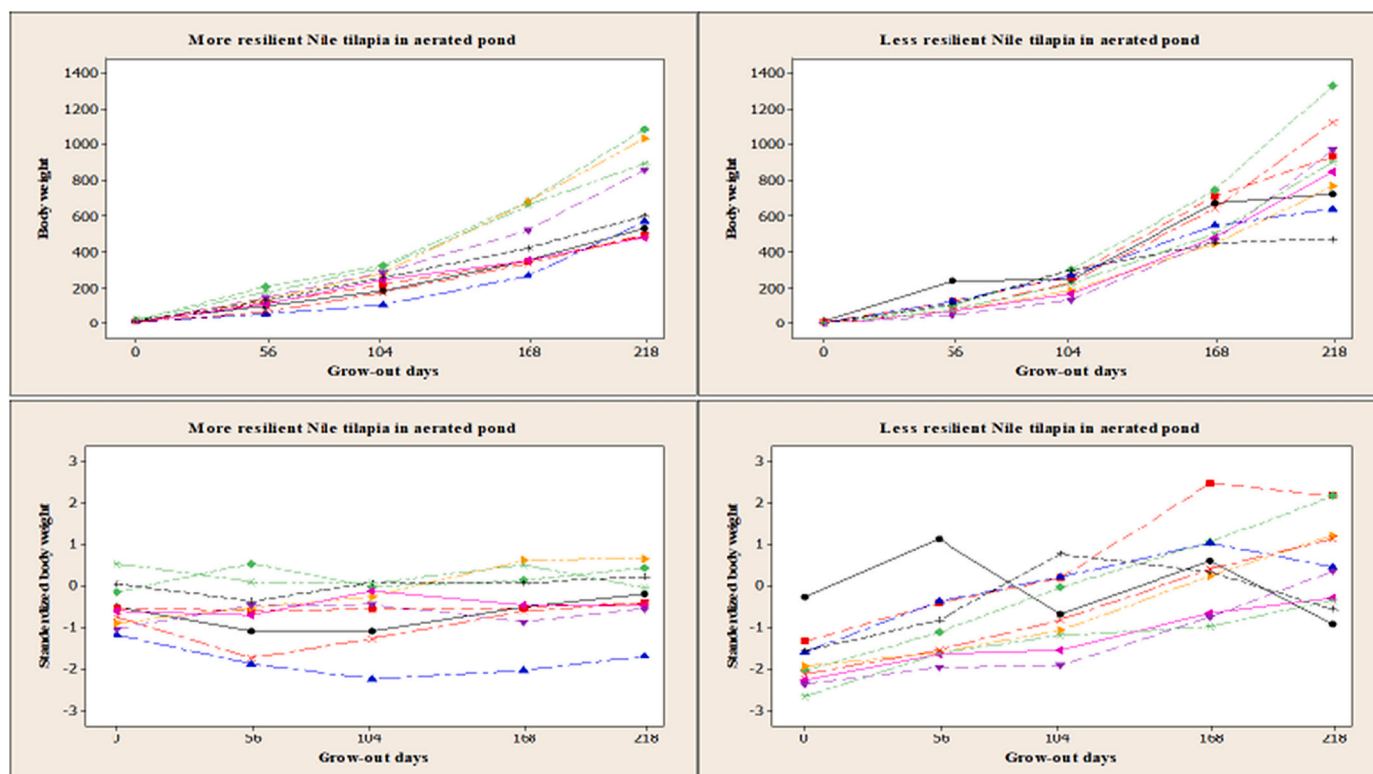 More resilient Nile tilapia in aerated pond
1400
1200
1000
800
600
400
200
0
Body weight
0 56 104 168 218
Grow-out days
Less resilient Nile tilapia in aerated pond
1400
1200
1000
800
600
400
200
0
Body weight
0 56 104 168 218
Grow-out days
More resilient Nile tilapia in aerated pond
3
2
1
0
-1
-2
-3
Standerilized body weight
0 56 104 168 218
Grow-out days
Less resilient Nile tilapia in aerated pond
3
2
1
0
-1
-2
-3
Standerilized body weight
0 56 104 168 218
Grow-out days